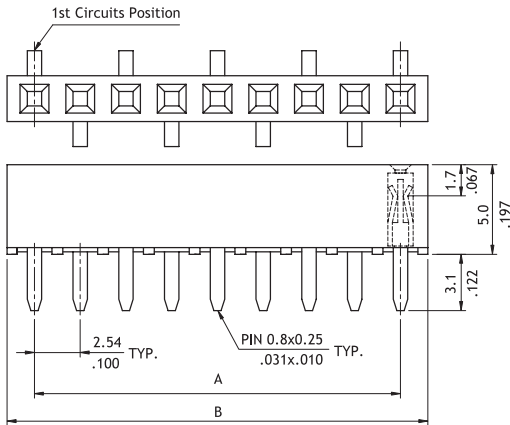 1st Circuits Position
1.7
.067
5.0
.197
3.1
.122
2.54
.100
TYP.
PIN 0.8x0.25
.031x.010
TYP.
A
B